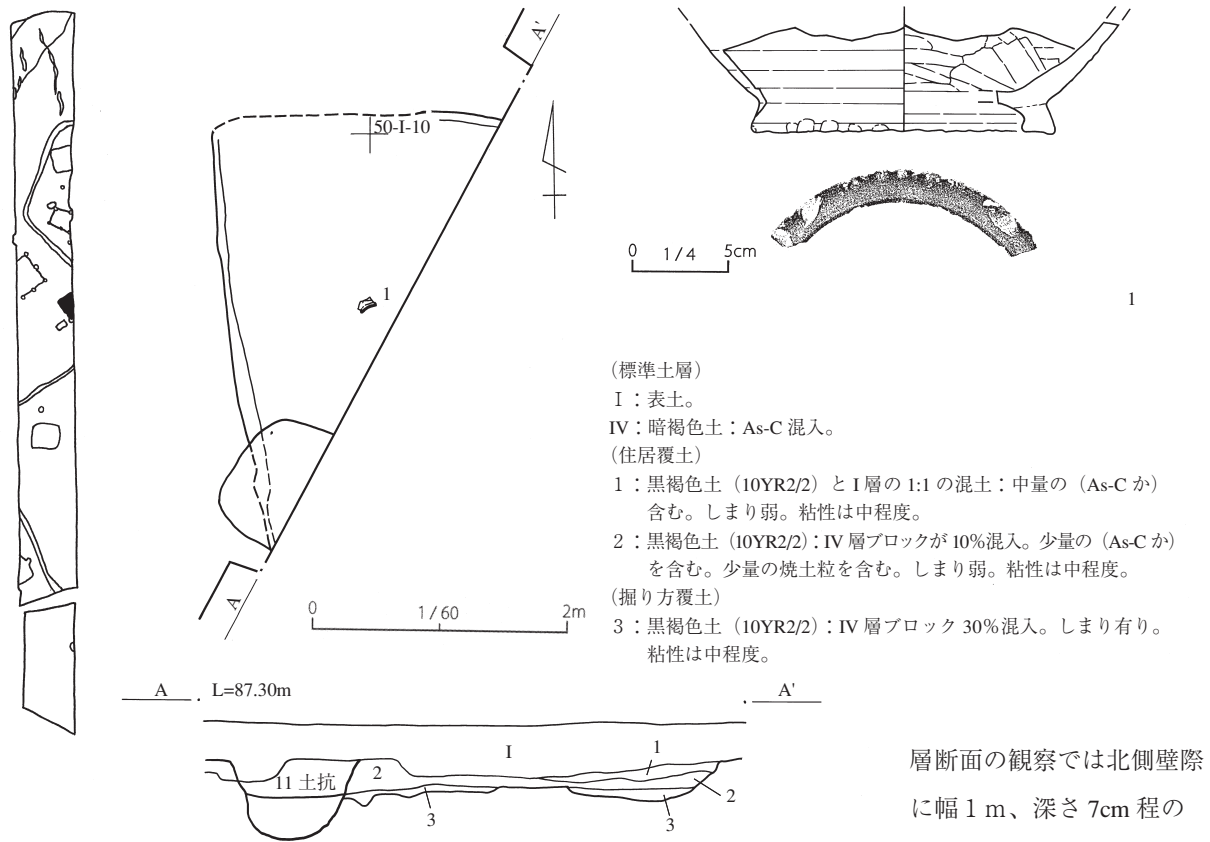 A'
50-I-10
1
A
0 1/60 2m
0 1/4 5cm
1
（標準土層）
Ⅰ：表土。
IV：暗褐色土：As-C 混入。
（住居覆土）
1：黒褐色土（10YR2/2）と I 層の 1:1 の混土：中量の（As-C か）
含む。しまり弱。粘性は中程度。
2：黒褐色土（10YR2/2）：IV 層ブロックが 10%混入。少量の（As-C か）
を含む。少量の焼土粒を含む。しまり弱。粘性は中程度。
（掘り方覆土）
3：黒褐色土（10YR2/2）：IV 層ブロック 30%混入。しまり有り。
粘性は中程度。
A L=87.30m A'
I
1
11 土抗
2
2
3
3
層断面の観察では北側壁際
に幅１ｍ、深さ 7cm 程の